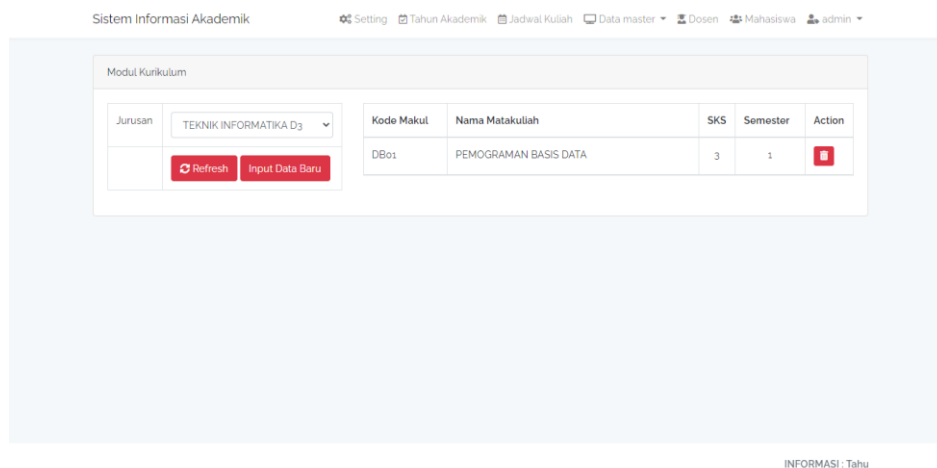 Sistem Informasi Akademik Setting Tahun Akademik Jadwal Kuliah Data master Dosen Mahasiswa admin
Modul Kurikulum
Jurusan TEKNIK INFORMATIKA D3
Refresh Input Data Baru
Kode Makul Nama Matakuliah SKS Semester Action
DB01 PEMOGRAMAN BASIS DATA 3 1
INFORMASI : Tahu